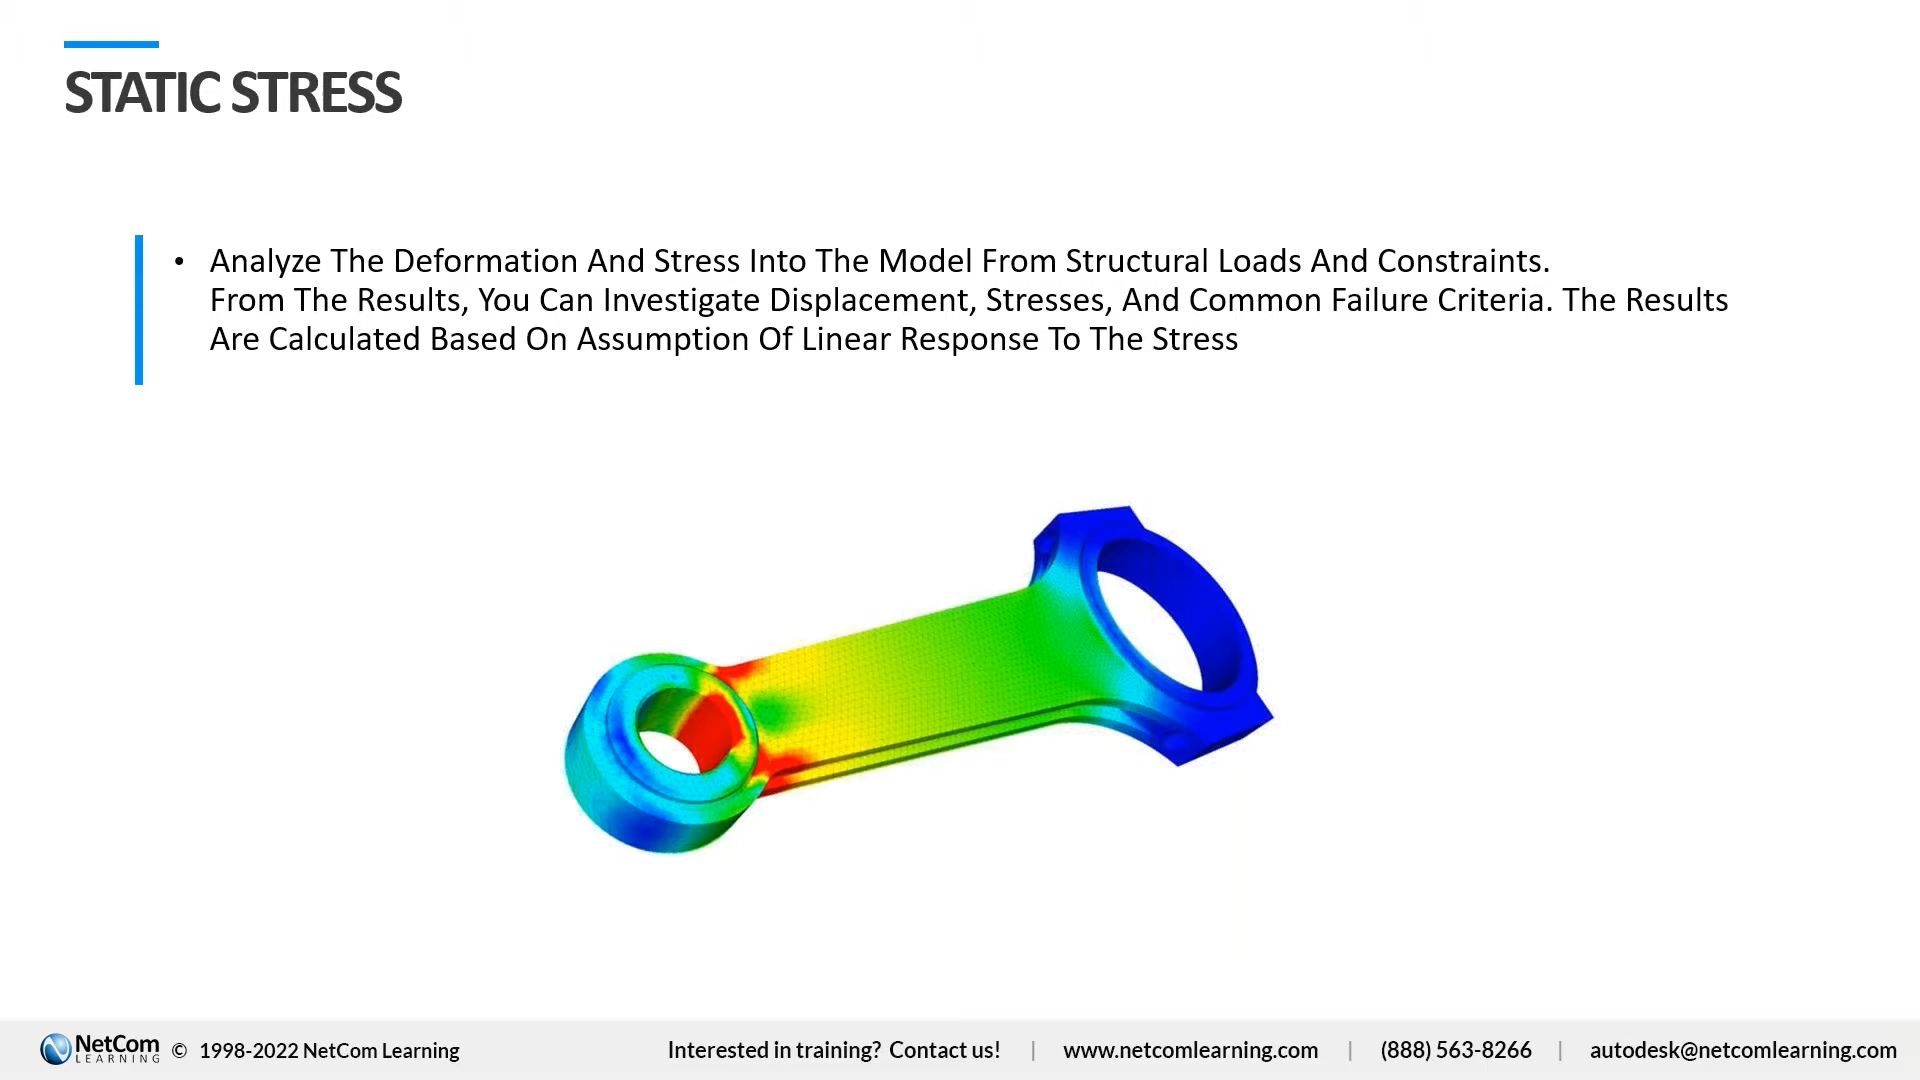 STATIC STRESS
• Analyze The Deformation And Stress Into The Model From Structural Loads And Constraints.
From The Results, You Can Investigate Displacement, Stresses, And Common Failure Criteria. The Results
Are Calculated Based On Assumption Of Linear Response To The Stress
NetCom
LEARNING
© 1998-2022 NetCom Learning
Interested in training? Contact us! | www.netcomlearning.com | (888) 563-8266 | autodesk@netcomlearning.com